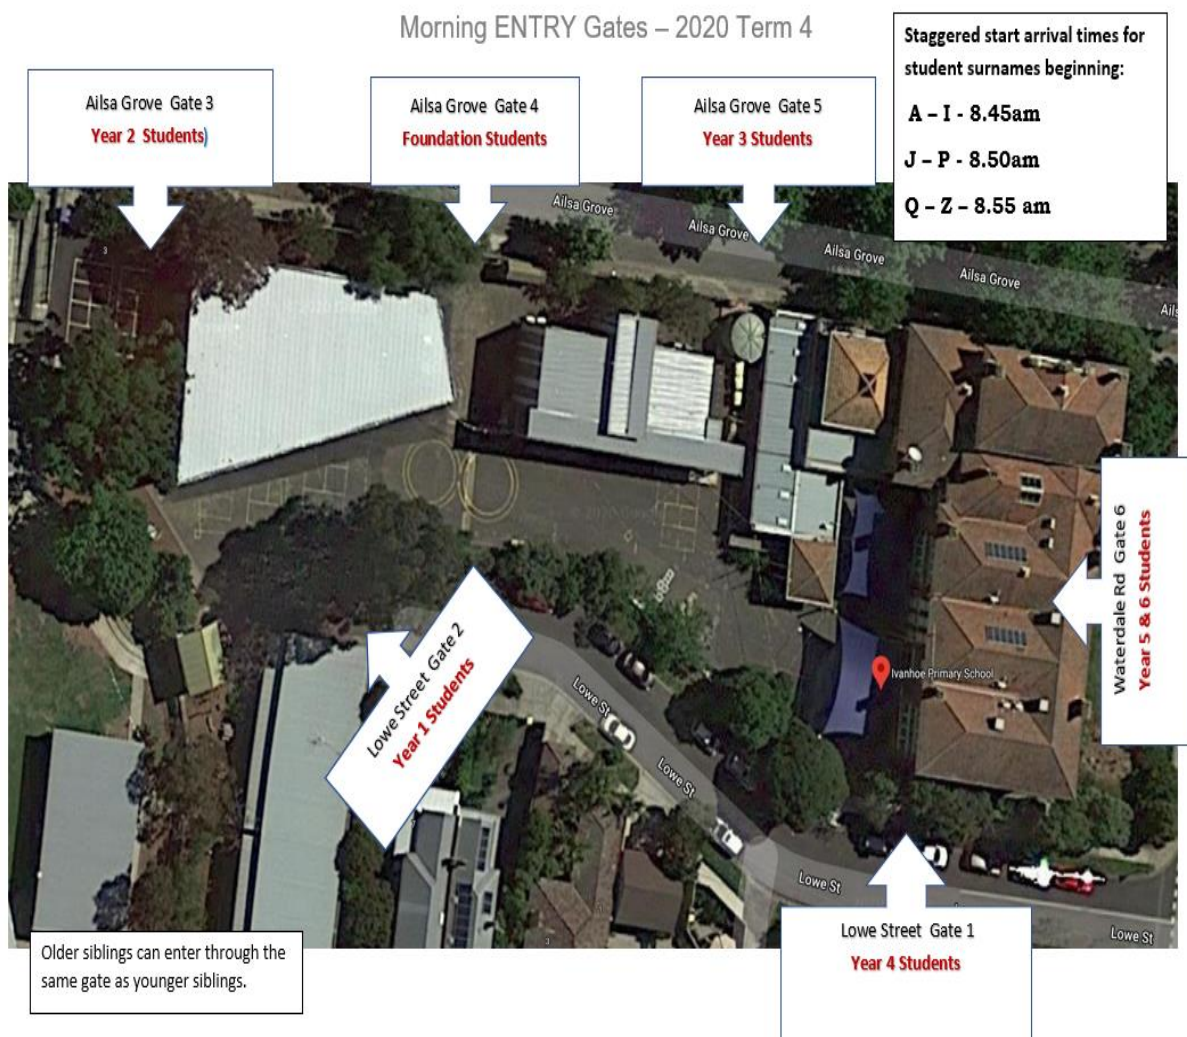 Morning ENTRY Gates – 2020 Term 4
Staggered start arrival times for
student surnames beginning:
A – I - 8.45am
J – P - 8.50am
Q – Z – 8.55 am
Ailsa Grove Gate 3
Year 2 Students)
Ailsa Grove Gate 4
Foundation Students
Ailsa Grove Gate 5
Year 3 Students
Ailsa Grove
Ailsa Grove
Ailsa Grove
Ailsa Grove
Ails
3
Waterdale Rd Gate 6
Year 5 & 6 Students
Lowe Street Gate 2
Year 1 Students
Ivanhoe Primary School
Lowe St
Lowe St
Lowe St
Lowe St
Lowe Street Gate 1
Year 4 Students
Older siblings can enter through the
same gate as younger siblings.